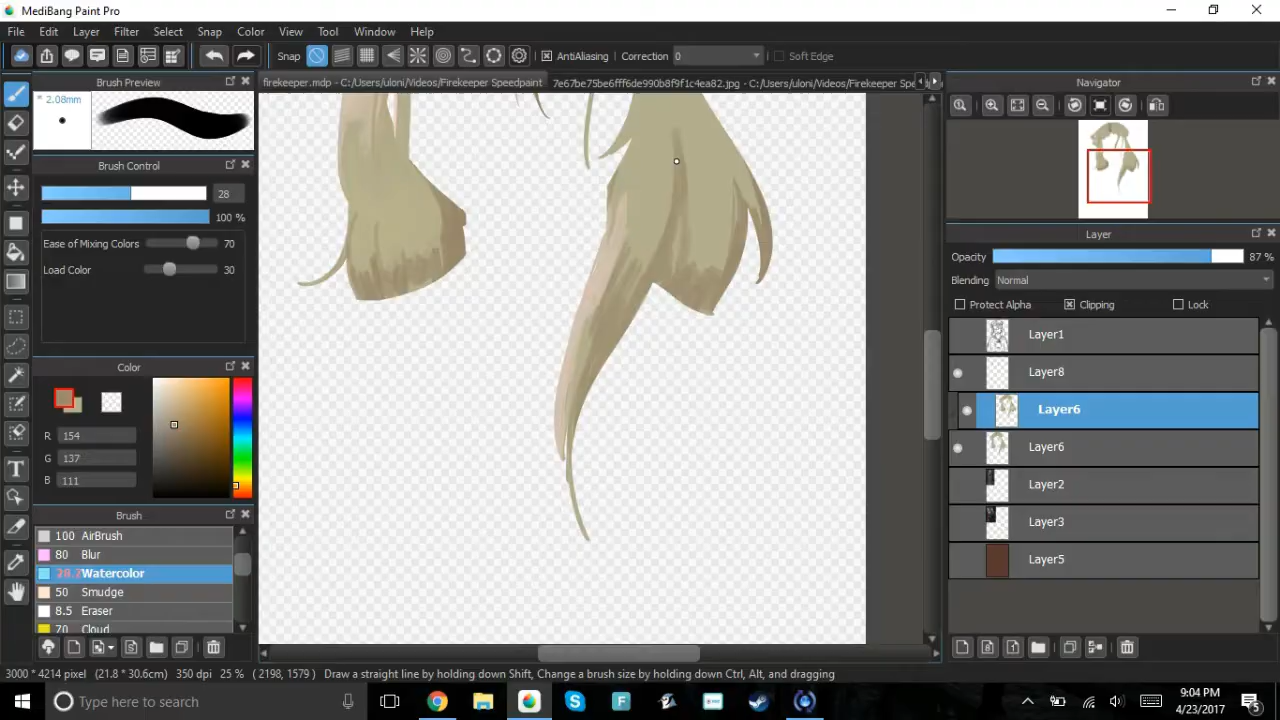 MediBang Paint Pro
File Edit Layer Filter Select Snap Color View Tool Window Help
Snap AntiAliasing Correction 0 Soft Edge
Brush Preview
firekeeper.mdp - C:/Users/uloni/Videos/Firekeeper Speedpaint
7e67be75be6fff6de990b8f9f1c4ea82.jpg - C:/Users/uloni/Videos/Firekeeper Spe
Navigator
* 2.08mm
Brush Control
28
100 %
Ease of Mixing Colors 70
Load Color 30
Layer
Opacity 87 %
Blending Normal
Protect Alpha Clipping Lock
Layer1
Layer8
Layer6
Layer6
Layer2
Layer3
Layer5
Color
R 154
G 137
B 111
Brush
100 AirBrush
80 Blur
Watercolor
50 Smudge
8.5 Eraser
70 Cloud
3000 * 4214 pixel (21.8 * 30.6cm) 350 dpi 25 % ( 2198, 1579 ) Draw a straight line by holding down Shift, Change a brush size by holding down Ctrl, Alt, and dragging
Type here to search
9:04 PM
4/23/2017
5